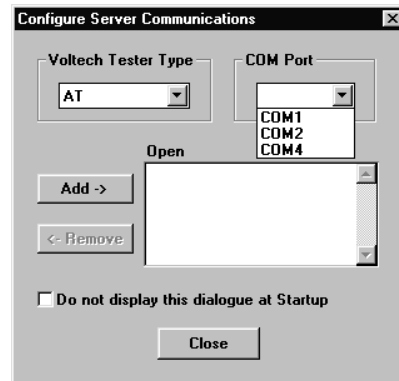 Configure Server Communications
Voltech Tester Type
COM Port
AT
COM1
COM2
COM4
Open
Add ->
<- Remove
Do not display this dialogue at Startup
Close